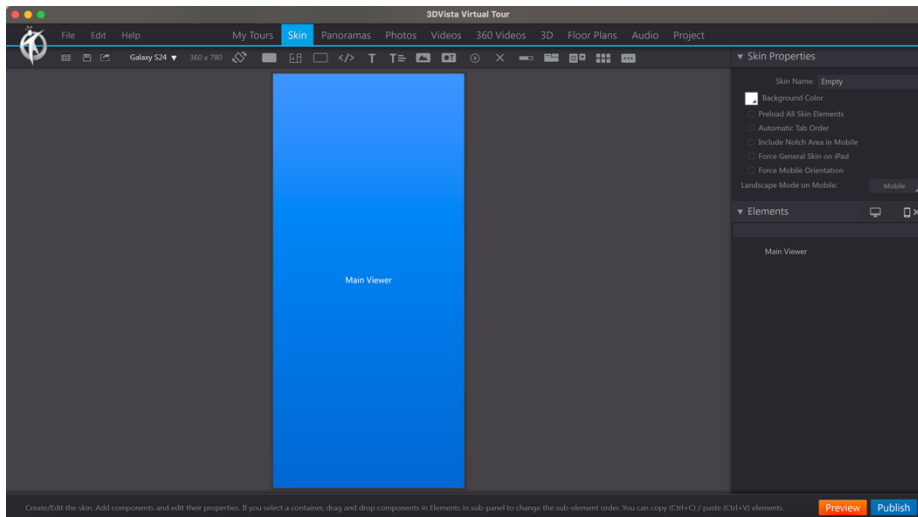 3DVista Virtual Tour
File Edit Help My Tours Skin Panoramas Photos Videos 360 Videos 3D Floor Plans Audio Project
Galaxy S24 360 x 780
Skin Properties
Skin Name: Empty
Background Color
Preload All Skin Elements
Automatic Tab Order
Include Notch Area in Mobile
Force General Skin on iPad
Force Mobile Orientation
Landscape Mode on Mobile: Mobile
Elements
Main Viewer
Main Viewer
Create/Edit the skin. Add components and edit their properties. If you select a container, drag and drop components in Elements in sub-panel to change the sub-element order. You can copy (Ctrl+C) / paste (Ctrl+V) elements.
Preview Publish